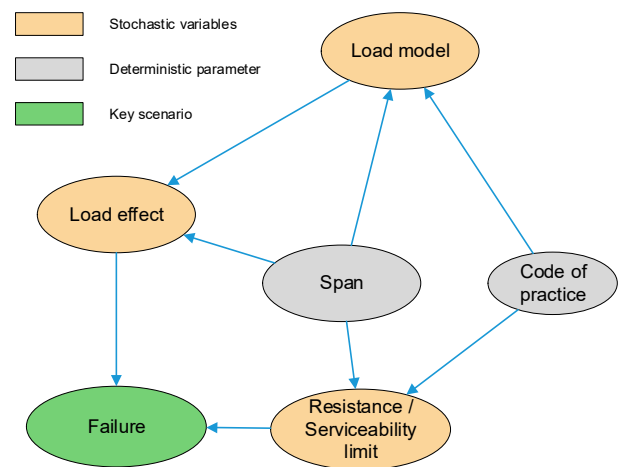 Stochastic variables
Deterministic parameter
Key scenario
Load model
Load effect
Span
Code of
practice
Failure
Resistance /
Serviceability
limit